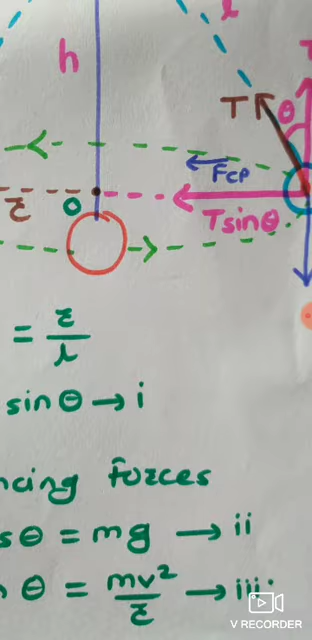 h
l
T
θ
T
Fcp
r
O
Tsinθ
= r/l
sinθ → i
ncing forces
sθ = mg → ii
n θ = mv²/r → iii
V RECORDER